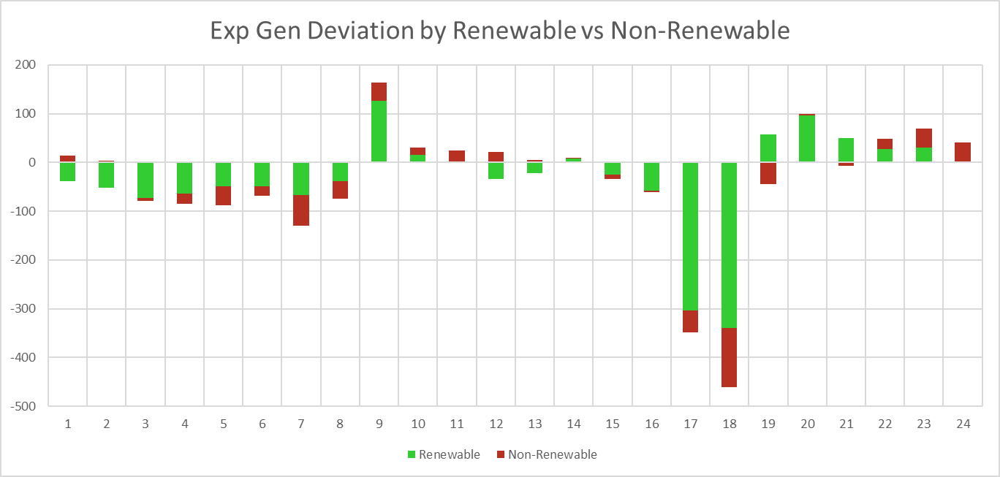 Exp Gen Deviation by Renewable vs Non-Renewable
200
100
0
-100
-200
-300
-400
-500
1 2 3 4 5 6 7 8 9 10 11 12 13 14 15 16 17 18 19 20 21 22 23 24
Renewable Non-Renewable